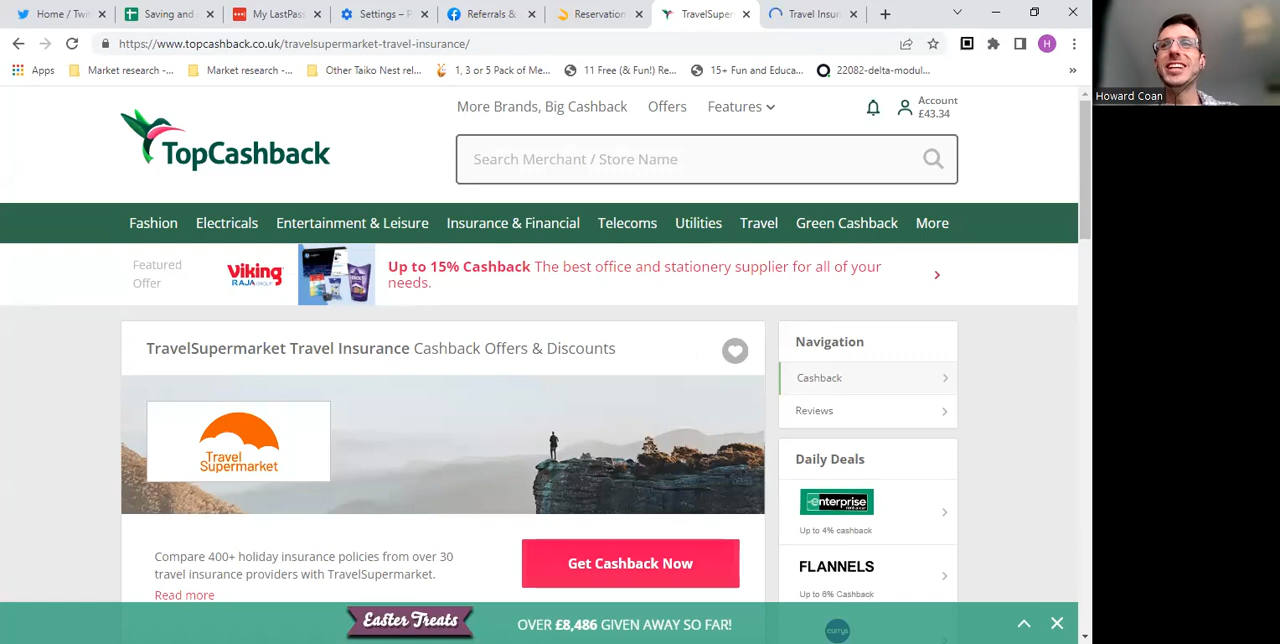 Home / Twit
Saving and
My LastPass
Settings – P
Referrals &
Reservation
TravelSuper
Travel Insur
https://www.topcashback.co.uk/travelsupermarket-travel-insurance/
H
Apps
Market research -...
Market research -...
Other Taiko Nest rel...
1, 3 or 5 Pack of Me...
11 Free (& Fun!) Re...
15+ Fun and Educa...
22082-delta-modul...
Howard Coan
TopCashback
More Brands, Big Cashback
Offers
Features
Account
£43.34
Search Merchant / Store Name
Fashion
Electricals
Entertainment & Leisure
Insurance & Financial
Telecoms
Utilities
Travel
Green Cashback
More
Featured
Offer
Viking
RAJA GROUP
Up to 15% Cashback The best office and stationery supplier for all of your
needs.
TravelSupermarket Travel Insurance Cashback Offers & Discounts
Travel
Supermarket
Compare 400+ holiday insurance policies from over 30
travel insurance providers with TravelSupermarket.
Read more
Get Cashback Now
Navigation
Cashback
Reviews
Daily Deals
enterprise
Up to 4% cashback
FLANNELS
Up to 6% Cashback
currys
Easter Treats
OVER £8,486 GIVEN AWAY SO FAR!